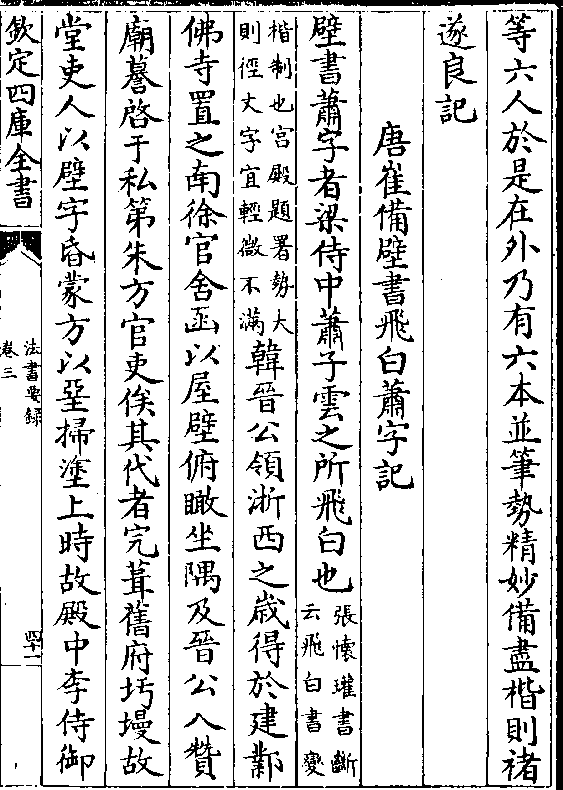 等六人於是在外乃有六本並筆勢精妙備盡楷則褚
遂良記
唐崔備壁書飛白蕭字記
壁書蕭字者梁侍中蕭子雲之所飛白也張懷瓘書斷
云飛白書變
楷制也宫殿題署勢大
則徑丈字宜輕微不滿韓晉公領浙西之歲得於建鄴
佛寺置之南徐官舍函以屋壁俯瞰坐隅及晉公入贊
廟謩啓于私第朱方官吏俟其代者完葺舊府圬墁故
堂吏人以壁字昏蒙方以堊掃塗上時故殿中李侍御
欽定四庫全書
法書要録
卷三
四十一